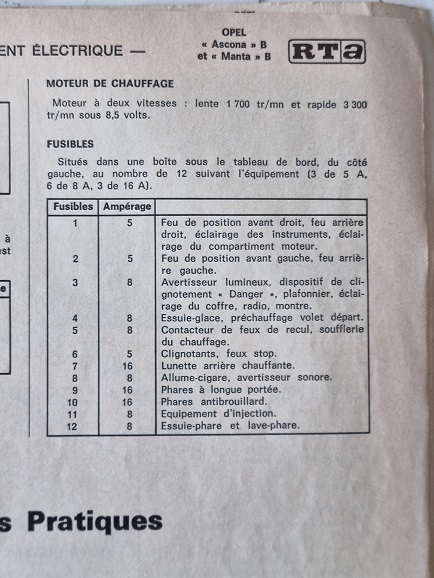 ENT ÉLECTRIQUE —
OPEL
« Ascona » B
et « Manta » B
RTa
MOTEUR DE CHAUFFAGE
Moteur à deux vitesses : lente 1 700 tr/mn et rapide 3 300
tr/mn sous 8,5 volts.
FUSIBLES
Situés dans une boîte sous le tableau de bord, du côté
gauche, au nombre de 12 suivant l'équipement (3 de 5 A,
6 de 8 A, 3 de 16 A).
Fusibles Ampérage
1 5 Feu de position avant droit, feu arrière
droit, éclairage des instruments, éclai-
rage du compartiment moteur.
2 5 Feu de position avant gauche, feu arriè-
re gauche.
3 8 Avertisseur lumineux, dispositif de cli-
gnotement « Danger », plafonnier, éclai-
rage du coffre, radio, montre.
4 8 Essuie-glace, préchauffage volet départ.
5 8 Contacteur de feux de recul, soufflerie
du chauffage.
6 5 Clignotants, feux stop.
7 16 Lunette arrière chauffante.
8 8 Allume-cigare, avertisseur sonore.
9 16 Phares à longue portée.
10 16 Phares antibrouillard.
11 8 Equipement d'injection.
12 8 Essuie-phare et lave-phare.
à
est
e
s Pratiques